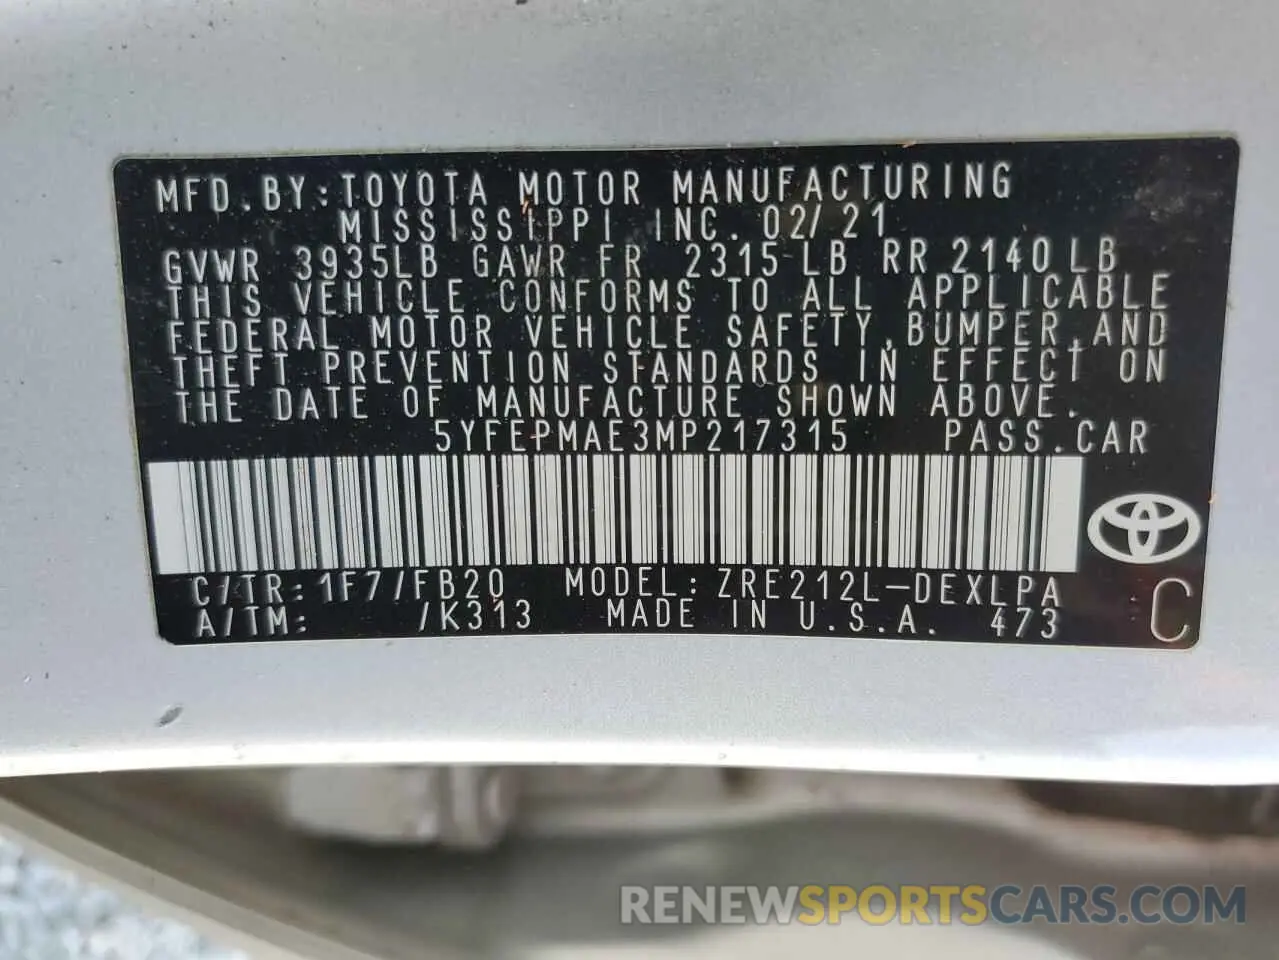 MFD.BY:TOYOTA MOTOR MANUFACTURING
MISSISSIPPI INC. 02/21
GVWR 3935LB GAWR FR 2315 LB RR 2140LB
THIS VEHICLE CONFORMS TO ALL APPLICABLE
FEDERAL MOTOR VEHICLE SAFETY,BUMPER,AND
THEFT PREVENTION STANDARDS IN EFFECT ON
THE DATE OF MANUFACTURE SHOWN ABOVE.
5YFEPMAE3MP217315 PASS.CAR
C/TR:1F7/FB20 MODEL:ZRE212L-DEXLPA
A/TM: /K313 MADE IN U.S.A. 473
C
RENEWSPORTSCARS.COM